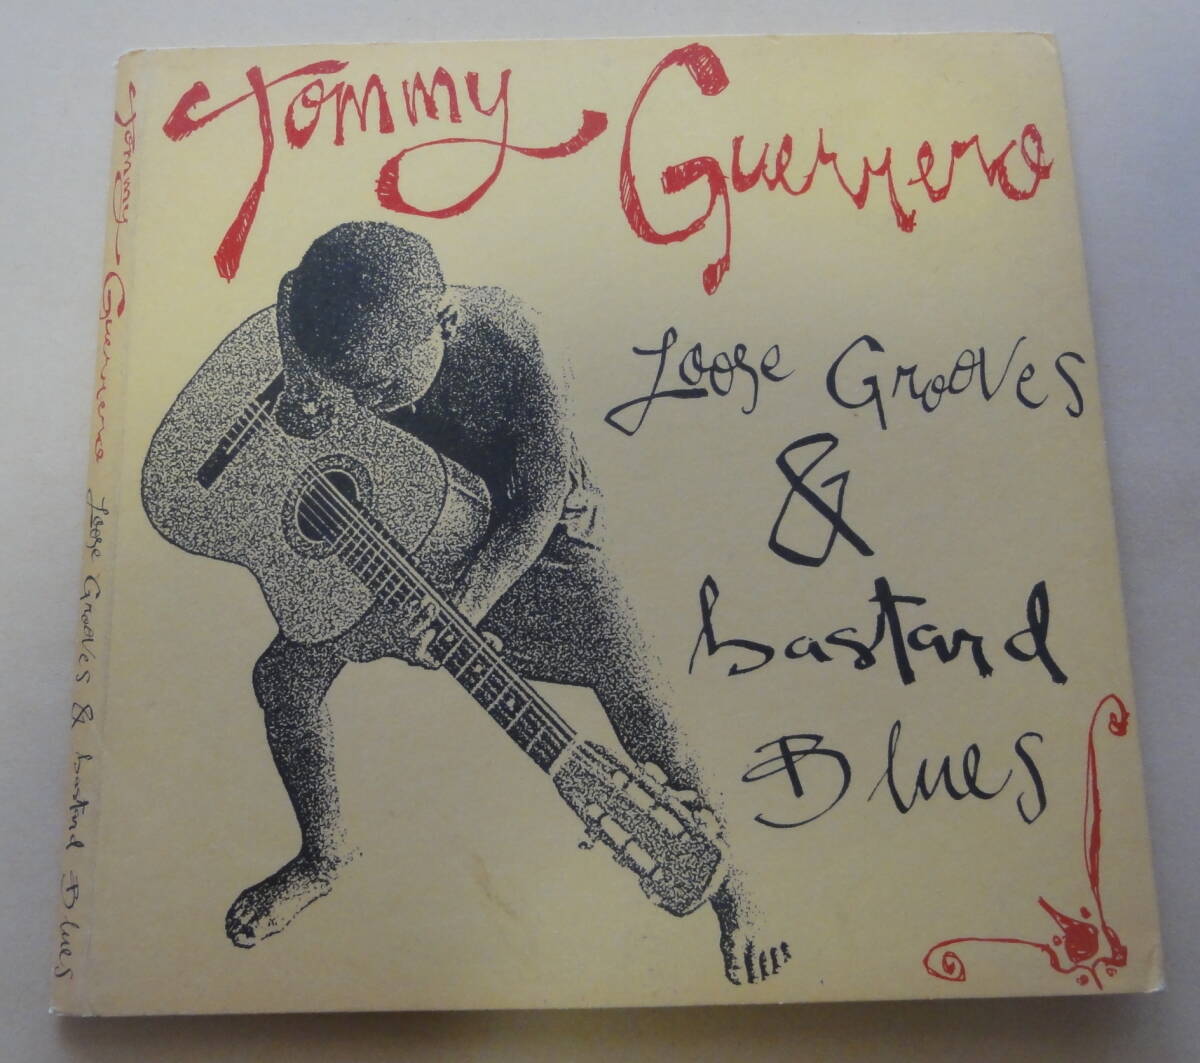 Tommy Guerrero
Loose Grooves
&
bastard
Blues
Tommy Guerrero Loose Grooves & bastard Blues